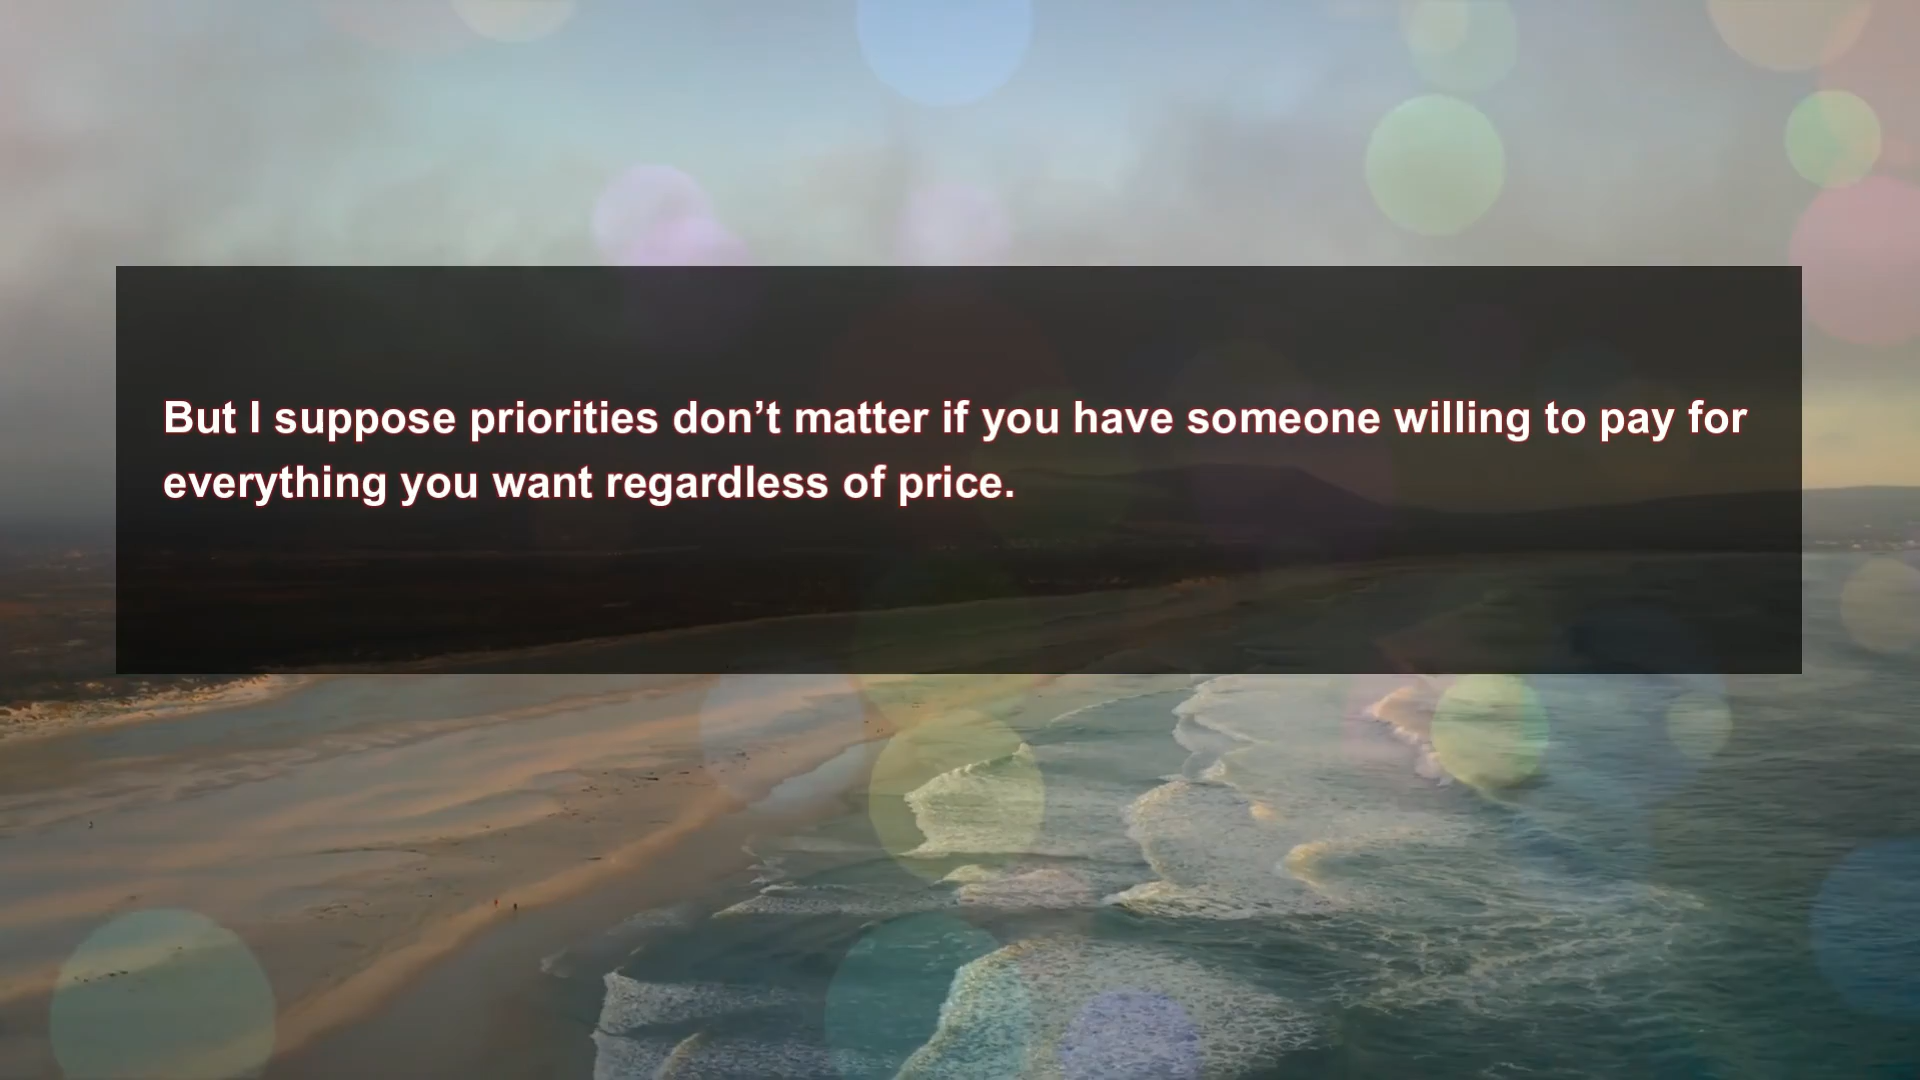 But I suppose priorities don’t matter if you have someone willing to pay for
everything you want regardless of price.